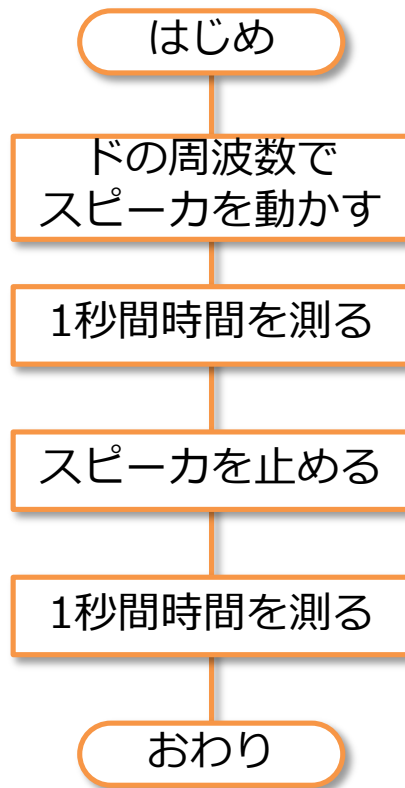 はじめ
ドの周波数で
スピーカを動かす
1秒間時間を測る
スピーカを止める
1秒間時間を測る
おわり